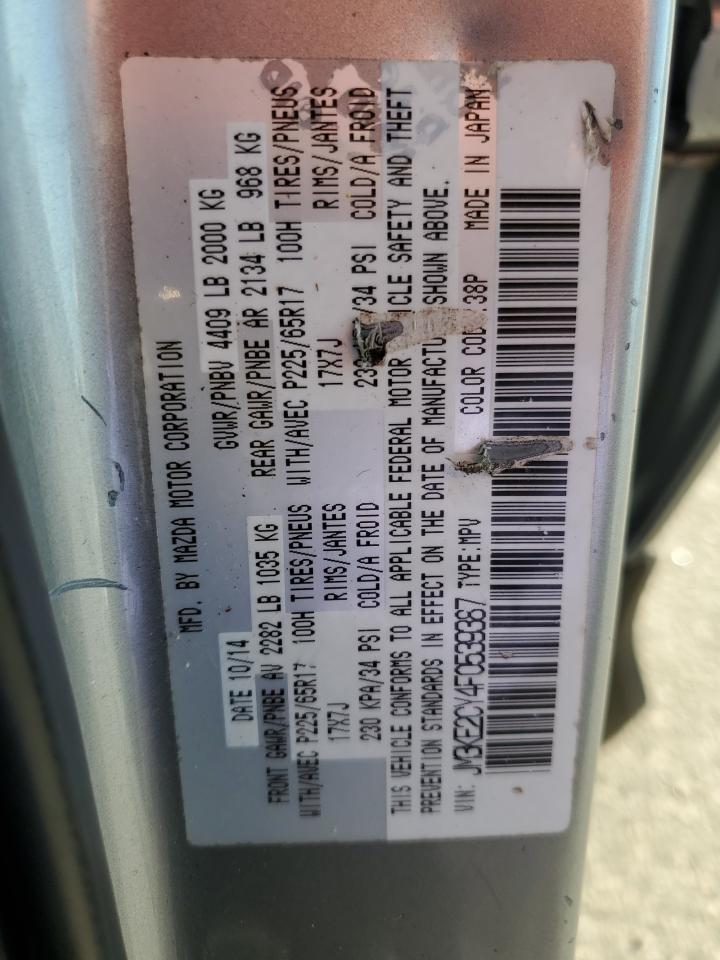 MFD. BY MAZDA MOTOR CORPORATION
DATE 10/14 GVWR/PNBV 4409 LB 2000 KG
FRONT GAWR/PNBE AV 2282 LB 1035 KG REAR GAWR/PNBE AR 2134 LB 968 KG
WITH/AVEC P225/65R17 100H TIRES/PNEUS WITH/AVEC P225/65R17 100H TIRES/PNEUS
17X7J RIMS/JANTES 17X7J RIMS/JANTES
230 KPA/34 PSI COLD/A FROID 230 /34 PSI COLD/A FROID
THIS VEHICLE CONFORMS TO ALL APPLICABLE FEDERAL MOTOR SAFETY AND THEFT
PREVENTION STANDARDS IN EFFECT ON THE DATE OF SHOWN ABOVE.
VIN: JM3KE2CY4F0539387 TYPE:MPV COLOR 38P MADE IN JAPAN